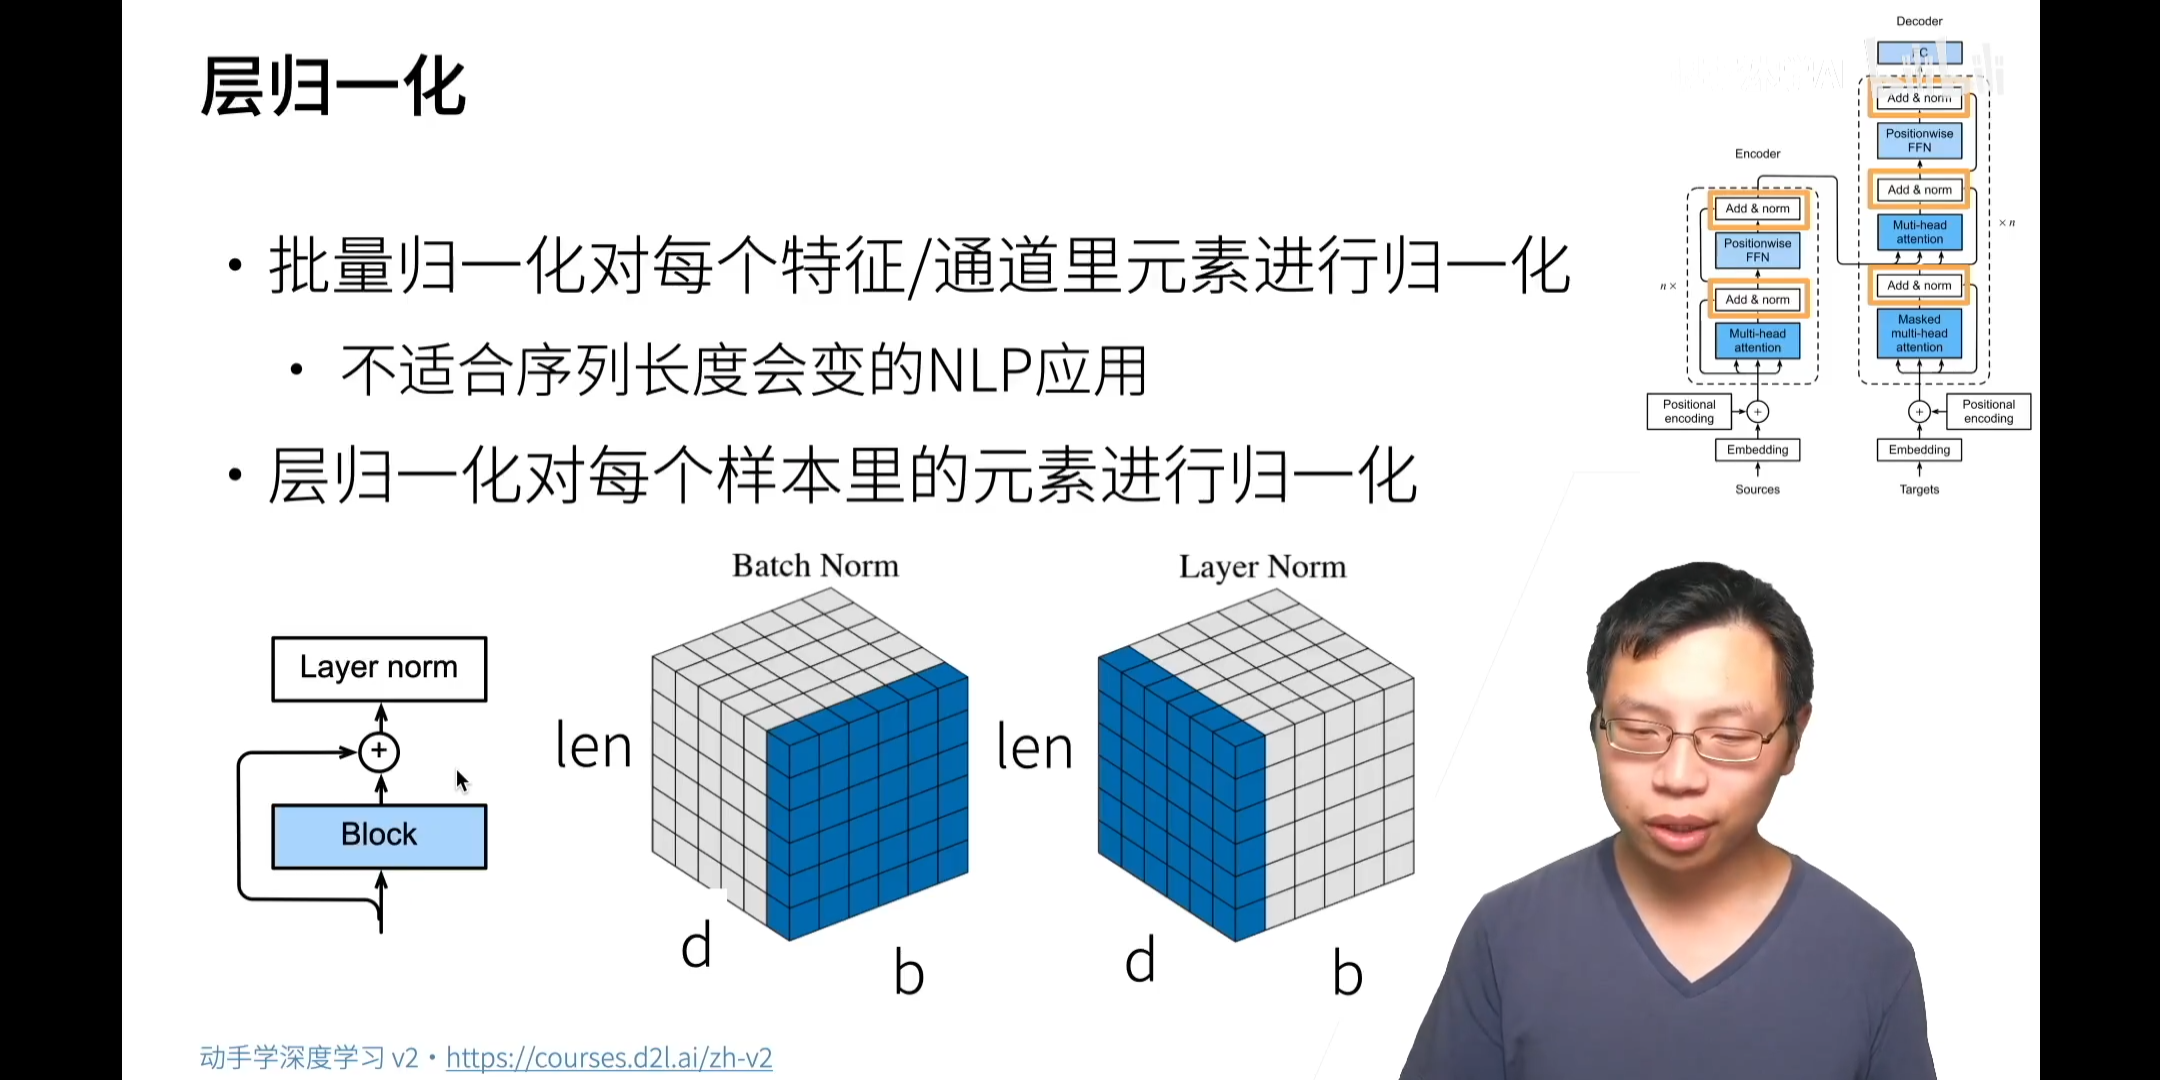 层归一化
• 批量归一化对每个特征/通道里元素进行归一化
• 不适合序列长度会变的NLP应用
• 层归一化对每个样本里的元素进行归一化
Layer norm
+
Block
Batch Norm
len
d
b
Layer Norm
len
d
b
Encoder
Add & norm
Positionwise
FFN
Add & norm
n ×
Multi-head
attention
Positional
encoding
+
Embedding
Sources
Decoder
Add & norm
Positionwise
FFN
Add & norm
× n
Muti-head
attention
Add & norm
Masked
multi-head
attention
+
Positional
encoding
Embedding
Targets
动手学深度学习 v2 • https://courses.d2l.ai/zh-v2